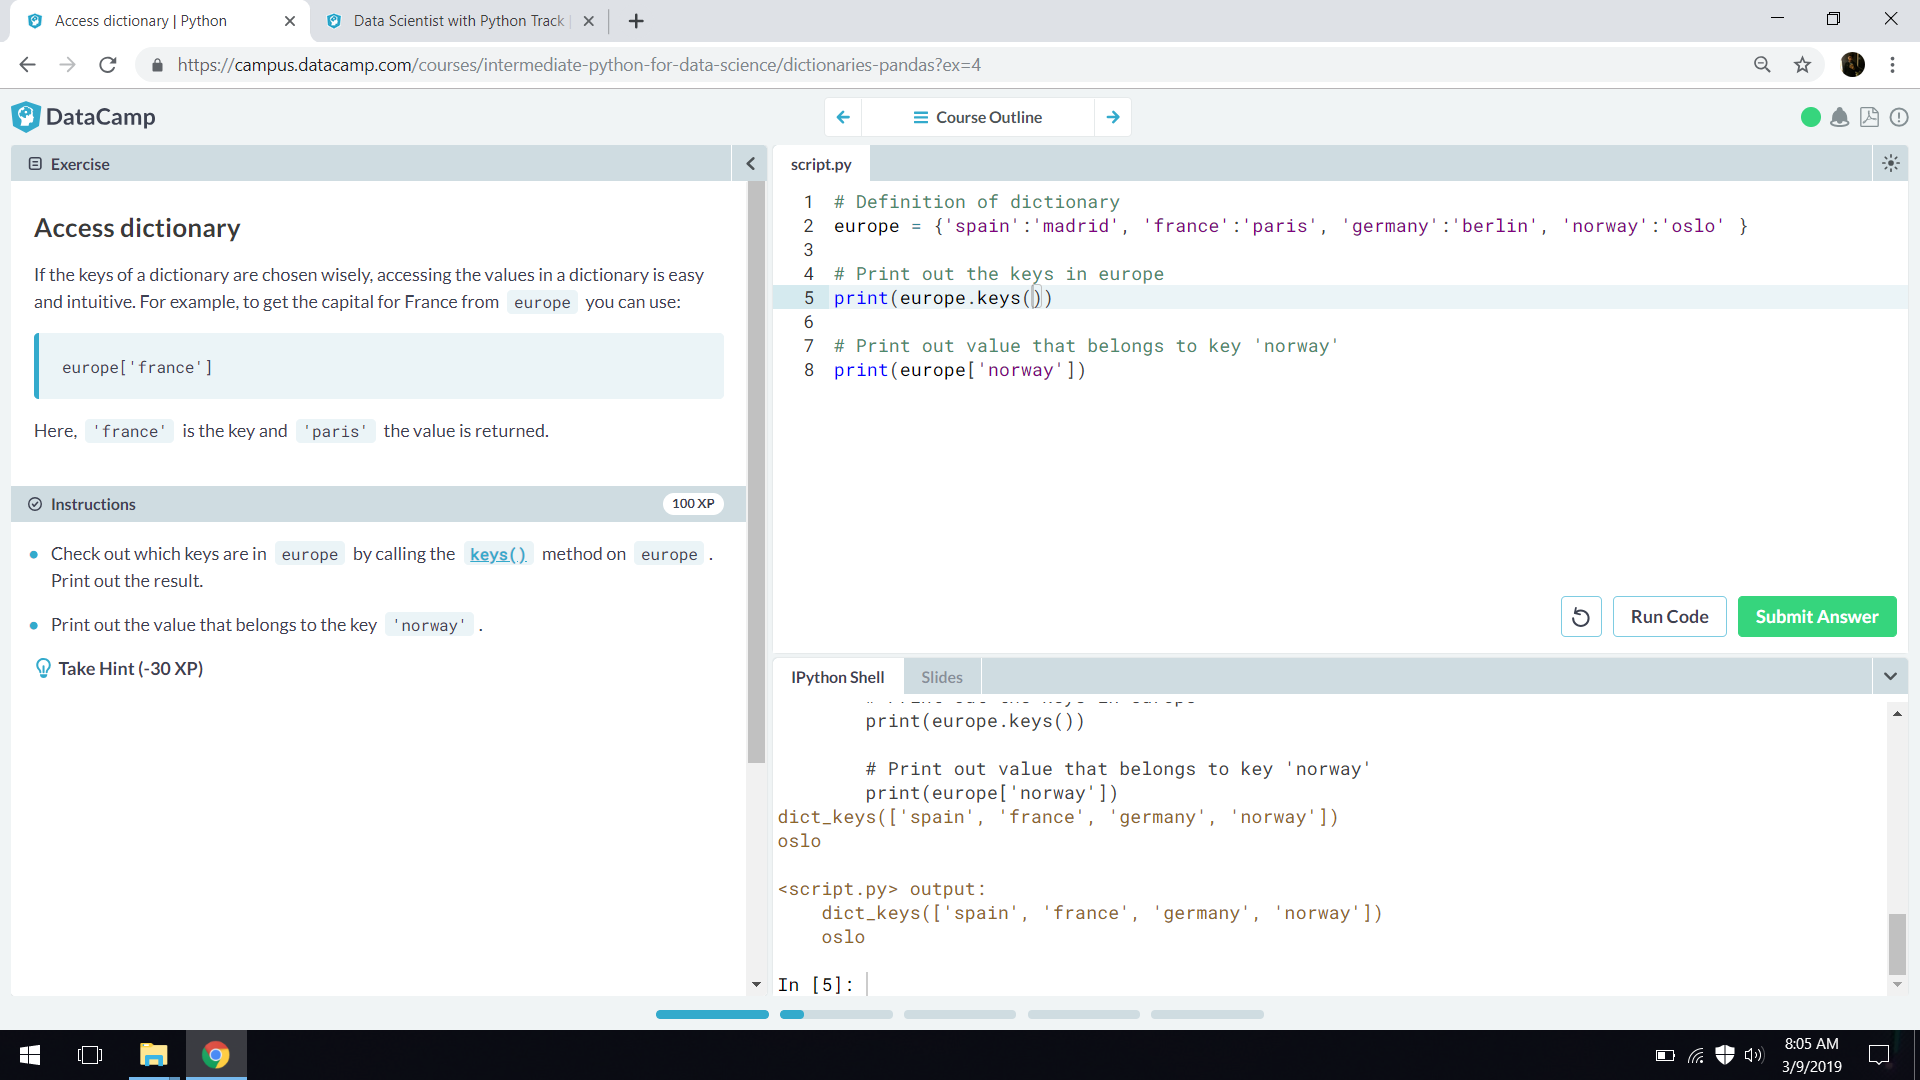 Access dictionary | Python
Data Scientist with Python Track
https://campus.datacamp.com/courses/intermediate-python-for-data-science/dictionaries-pandas?ex=4
DataCamp
Course Outline
Exercise
Access dictionary
If the keys of a dictionary are chosen wisely, accessing the values in a dictionary is easy
and intuitive. For example, to get the capital for France from europe you can use:
europe['france']
Here, 'france' is the key and 'paris' the value is returned.
Instructions
100 XP
Check out which keys are in europe by calling the keys() method on europe .
Print out the result.
Print out the value that belongs to the key 'norway' .
Take Hint (-30 XP)
script.py
1 # Definition of dictionary
2 europe = {'spain':'madrid', 'france':'paris', 'germany':'berlin', 'norway':'oslo' }
3
4 # Print out the keys in europe
5 print(europe.keys())
6
7 # Print out value that belongs to key 'norway'
8 print(europe['norway'])
Run Code
Submit Answer
IPython Shell
Slides
# Print out the keys in europe
print(europe.keys())
# Print out value that belongs to key 'norway'
print(europe['norway'])
dict_keys(['spain', 'france', 'germany', 'norway'])
oslo
<script.py> output:
dict_keys(['spain', 'france', 'germany', 'norway'])
oslo
In [5]:
8:05 AM
3/9/2019